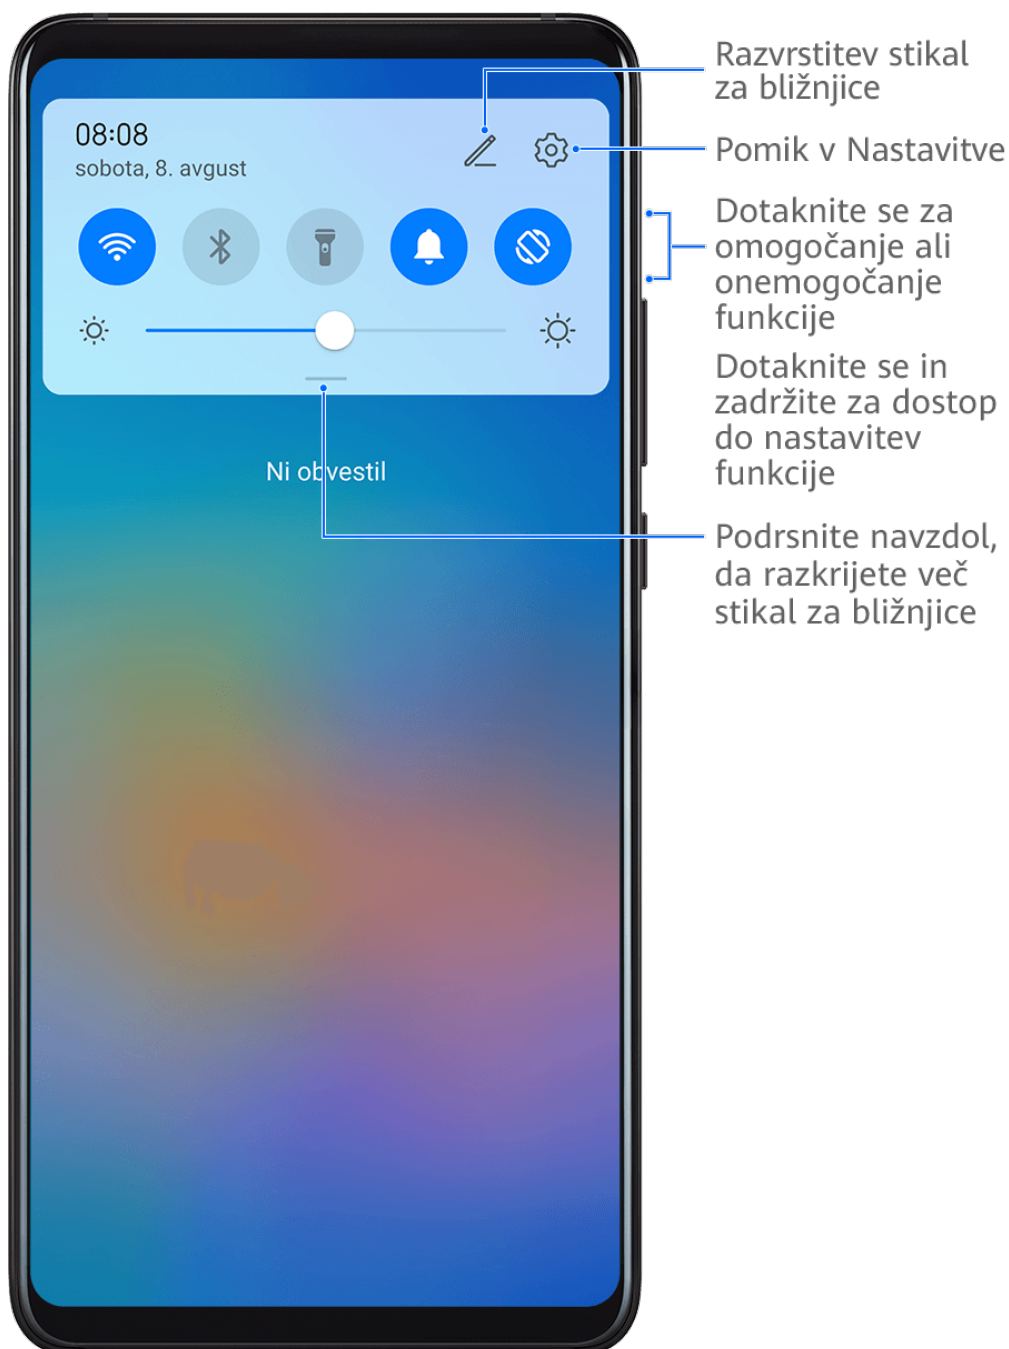 Razvrstitev stikal
za bližnjice
08:08
sobota, 8. avgust
Pomik v Nastavitve
Dotaknite se za
omogočanje ali
onemogočanje
funkcije
Dotaknite se in
zadržite za dostop
do nastavitev
funkcije
Ni obvestil
Podrsnite navzdol,
da razkrijete več
stikal za bližnjice